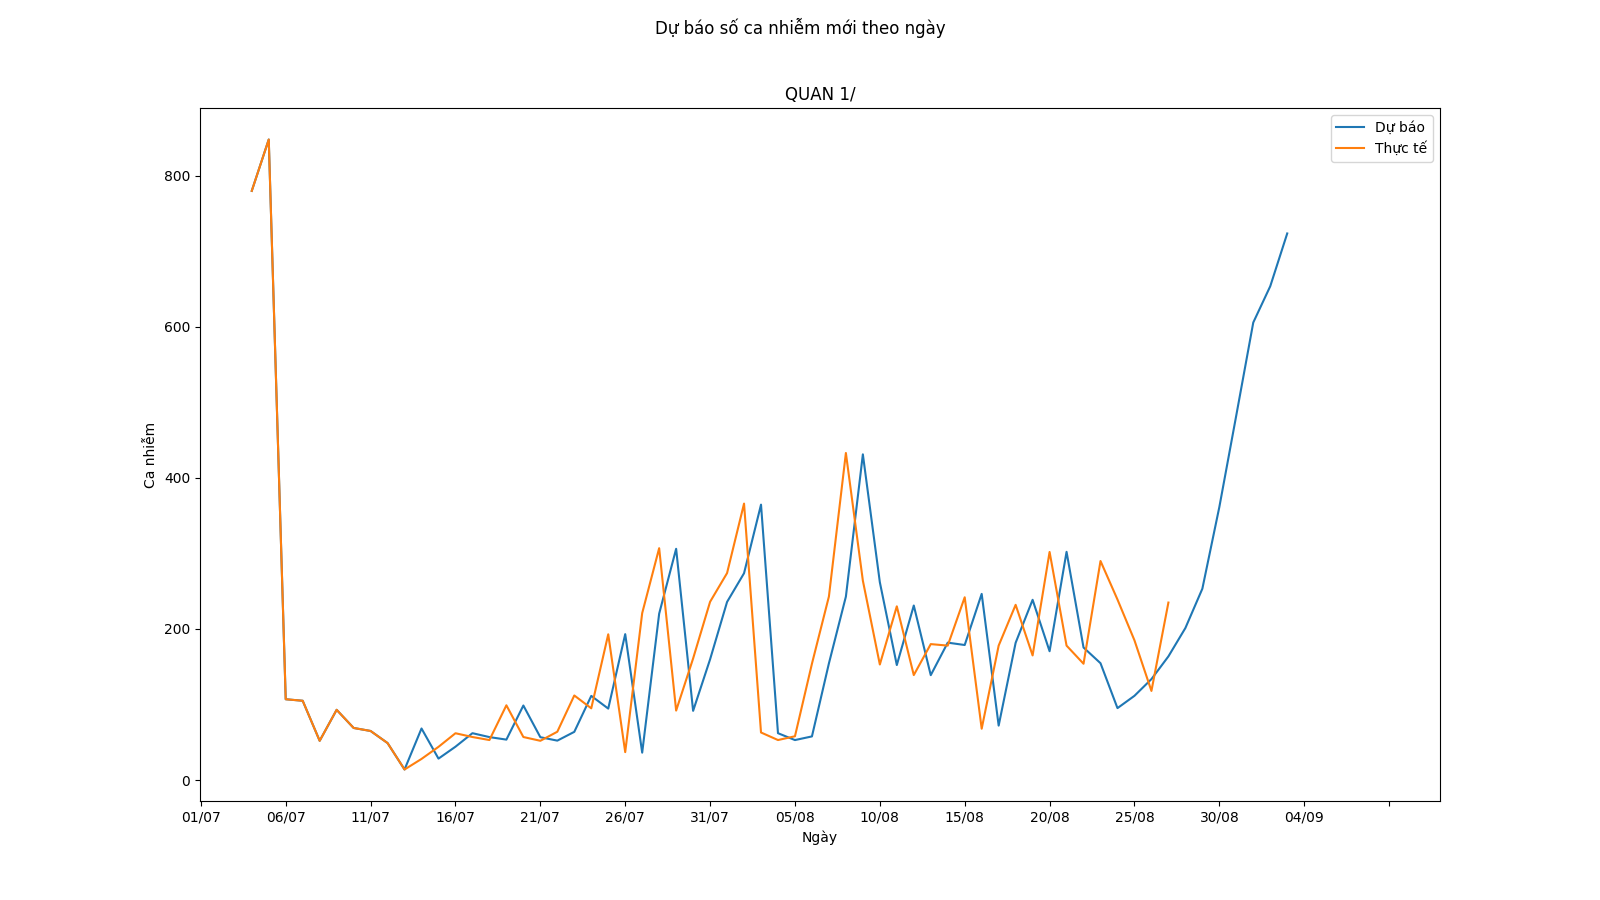 Dự báo số ca nhiễm mới theo ngày
QUAN 1/
Dự báo
Thực tế
800
600
400
200
0
Ca nhiễm
01/07 06/07 11/07 16/07 21/07 26/07 31/07 05/08 10/08 15/08 20/08 25/08 30/08 04/09
Ngày